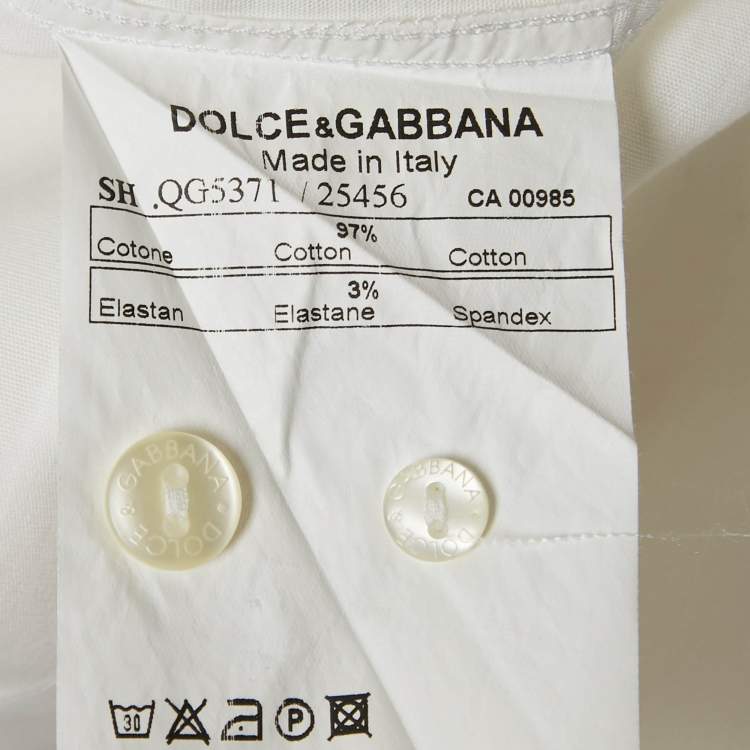 DOLCE&GABBANA
Made in Italy
SH .QG5371 / 25456 CA 00985
97%
Cotone Cotton Cotton
3%
Elastan Elastane Spandex
DOLCE & GABBANA
DOLCE & GABBANA
30 P